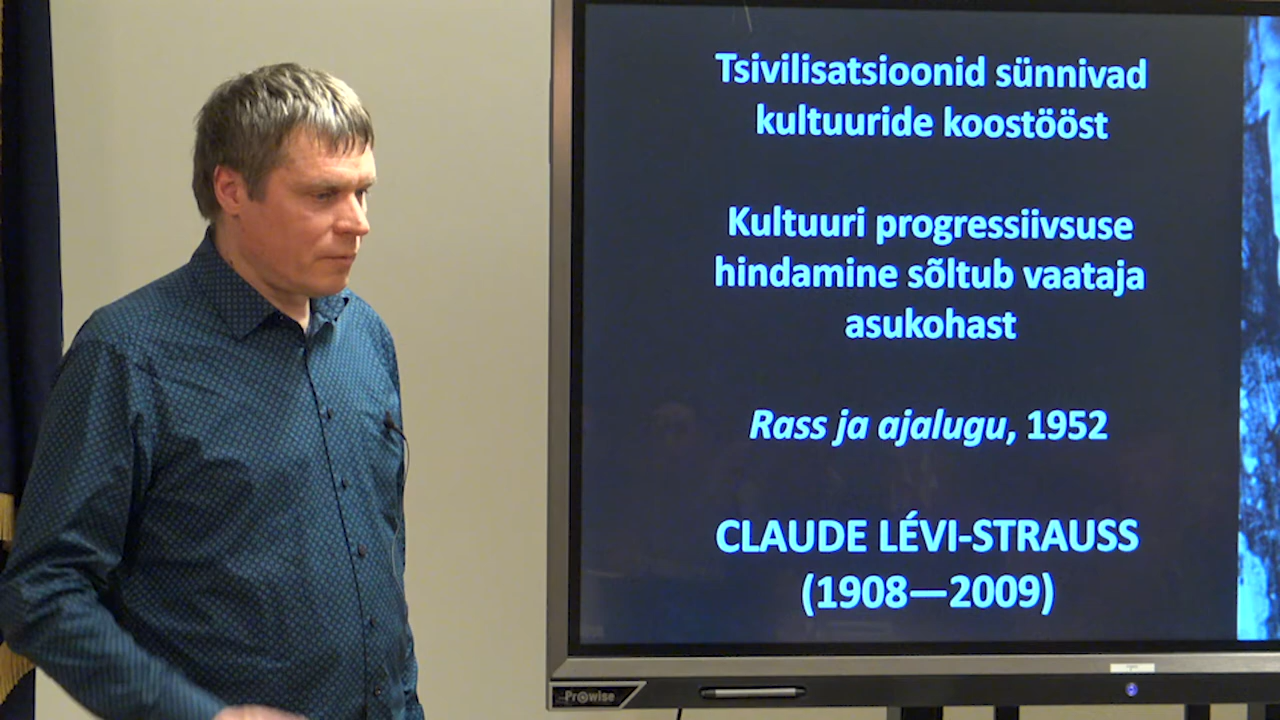 Tsivilisatsioonid sünnivad
kultuuride koostööst
Kultuuri progressiivsuse
hindamine sõltub vaataja
asukohast
Rass ja ajalugu, 1952
CLAUDE LÉVI-STRAUSS
(1908—2009)
Prowise